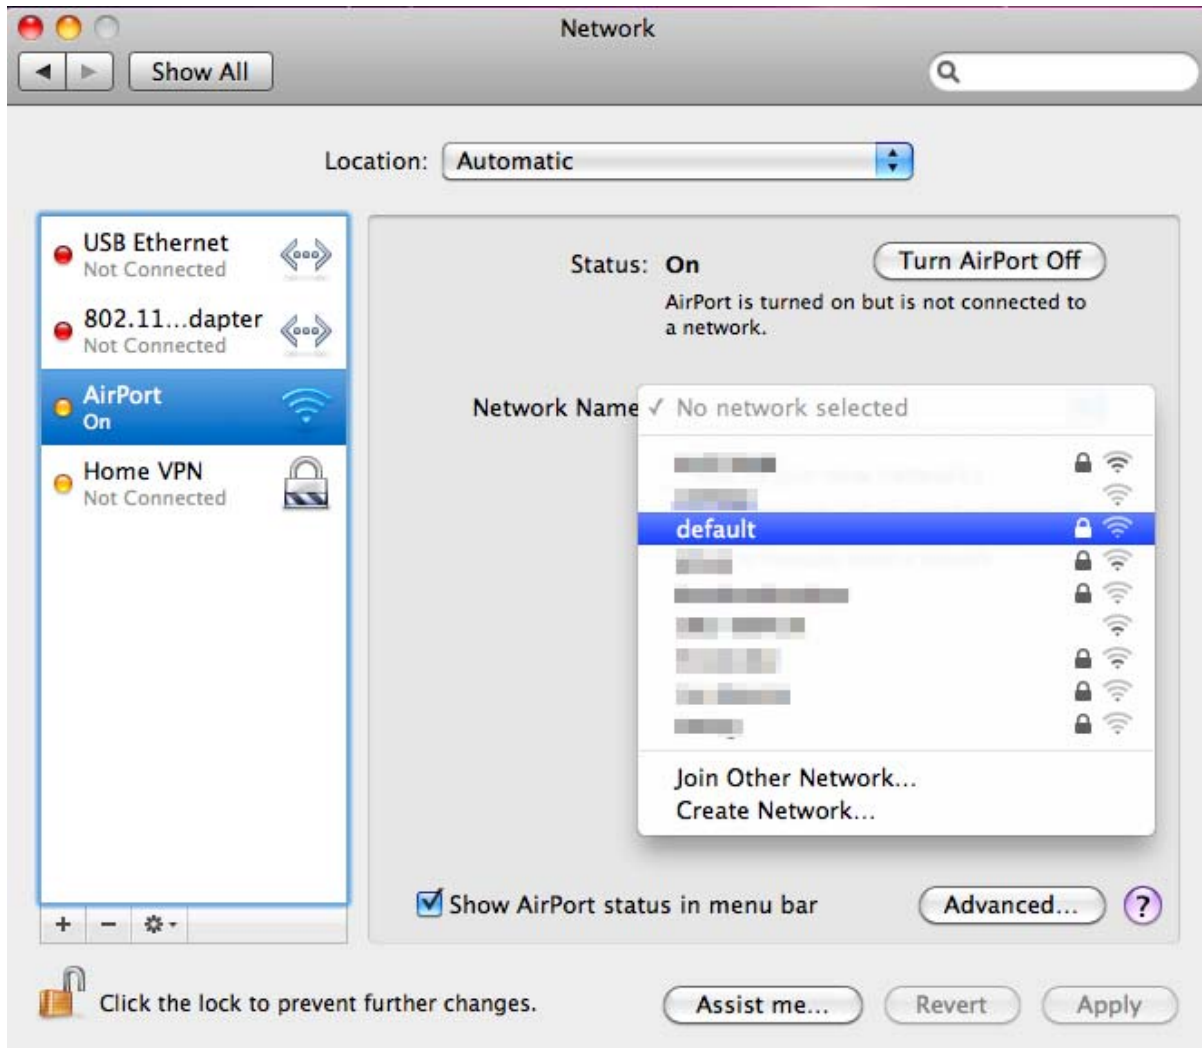 Network
Show All
Location: Automatic
USB Ethernet
Not Connected
802.11...dapter
Not Connected
AirPort
On
Home VPN
Not Connected
Status: On
Turn AirPort Off
AirPort is turned on but is not connected to
a network.
Network Name
✓ No network selected
default
Join Other Network...
Create Network...
Show AirPort status in menu bar
Advanced...
?
Click the lock to prevent further changes.
Assist me...
Revert
Apply